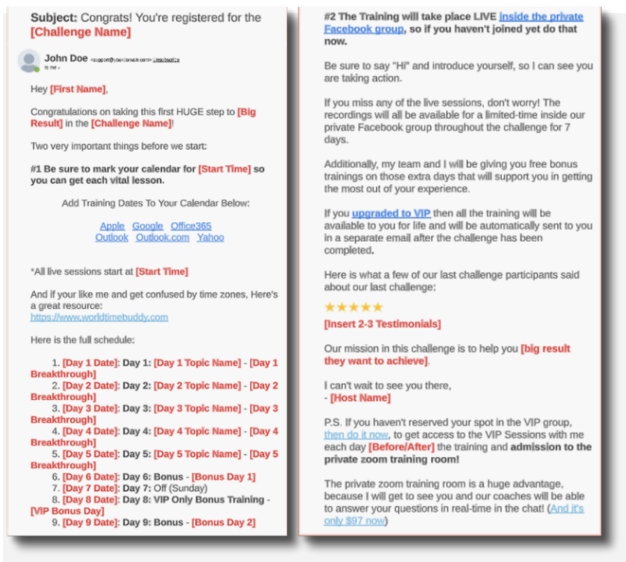 Subject: Congrats! You're registered for the
[Challenge Name]
John Doe
Hey [First Name],
Congratulations on taking this first HUGE step to [Big
Result] in the [Challenge Name]!
Two very important things before we start:
#1 Be sure to mark your calendar for [Start Time] so
you can get each vital lesson.
Add Training Dates To Your Calendar Below:
Apple Google Office365
Outlook Outlook.com Yahoo
*All live sessions start at [Start Time]
And if your like me and get confused by time zones, Here's
a great resource:
https://www.worldtimebuddy.com
Here is the full schedule:
1. [Day 1 Date]: Day 1: [Day 1 Topic Name] - [Day 1
Breakthrough]
2. [Day 2 Date]: Day 2: [Day 2 Topic Name] - [Day 2
Breakthrough]
3. [Day 3 Date]: Day 3: [Day 3 Topic Name] - [Day 3
Breakthrough]
4. [Day 4 Date]: Day 4: [Day 4 Topic Name] - [Day 4
Breakthrough]
5. [Day 5 Date]: Day 5: [Day 5 Topic Name] - [Day 5
Breakthrough]
6. [Day 6 Date]: Day 6: Bonus - [Bonus Day 1]
7. [Day 7 Date]: Day 7: Off (Sunday)
8. [Day 8 Date]: Day 8: VIP Only Bonus Training -
[VIP Bonus Day]
9. [Day 9 Date]: Day 9: Bonus - [Bonus Day 2]
#2 The Training will take place LIVE inside the private
Facebook group, so if you haven't joined yet do that
now.
Be sure to say "Hi" and introduce yourself, so I can see you
are taking action.
If you miss any of the live sessions, don't worry! The
recordings will all be available for a limited-time inside our
private Facebook group throughout the challenge for 7
days.
Additionally, my team and I will be giving you free bonus
trainings on those extra days that will support you in getting
the most out of your experience.
If you upgraded to VIP then all the training will be
available to you for life and will be automatically sent to you
in a separate email after the challenge has been
completed.
Here is what a few of our last challenge participants said
about our last challenge:
[Insert 2-3 Testimonials]
Our mission in this challenge is to help you [big result
they want to achieve].
I can't wait to see you there,
- [Host Name]
P.S. If you haven't reserved your spot in the VIP group,
then do it now, to get access to the VIP Sessions with me
each day [Before/After] the training and admission to the
private zoom training room!
The private zoom training room is a huge advantage,
because I will get to see you and our coaches will be able
to answer your questions in real-time in the chat! (And it's
only $97 now)